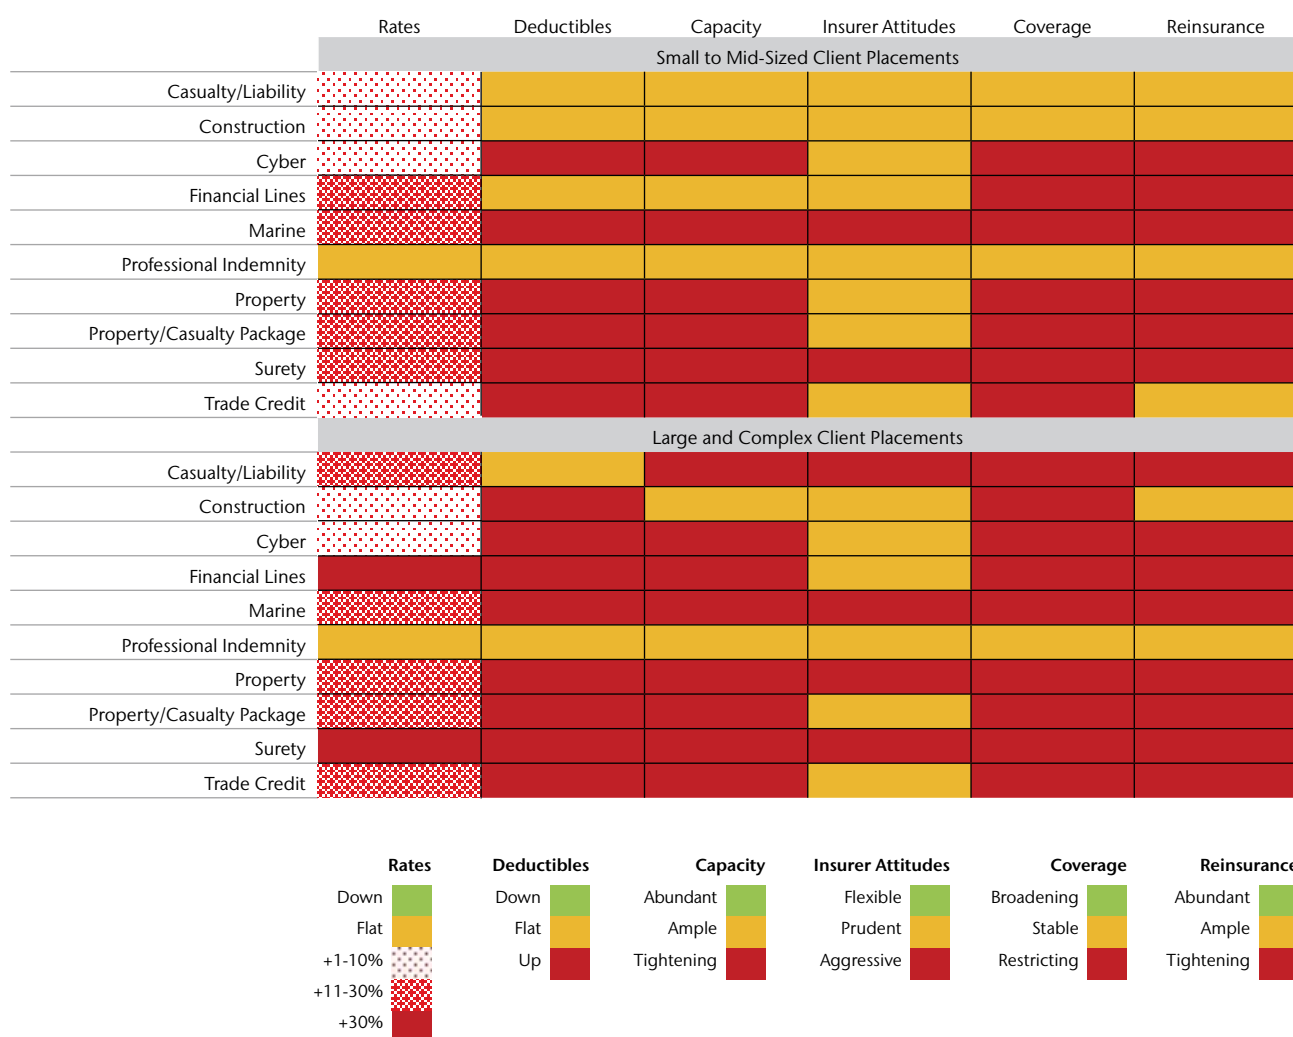 Rates Deductibles Capacity Insurer Attitudes Coverage Reinsurance
Small to Mid-Sized Client Placements
Casualty/Liability
Construction
Cyber
Financial Lines
Marine
Professional Indemnity
Property
Property/Casualty Package
Surety
Trade Credit
Large and Complex Client Placements
Casualty/Liability
Construction
Cyber
Financial Lines
Marine
Professional Indemnity
Property
Property/Casualty Package
Surety
Trade Credit
Rates Deductibles Capacity Insurer Attitudes Coverage Reinsurance
Down Down Abundant Flexible Broadening Abundant
Flat Flat Ample Prudent Stable Ample
+1-10% Up Tightening Aggressive Restricting Tightening
+11-30%
+30%